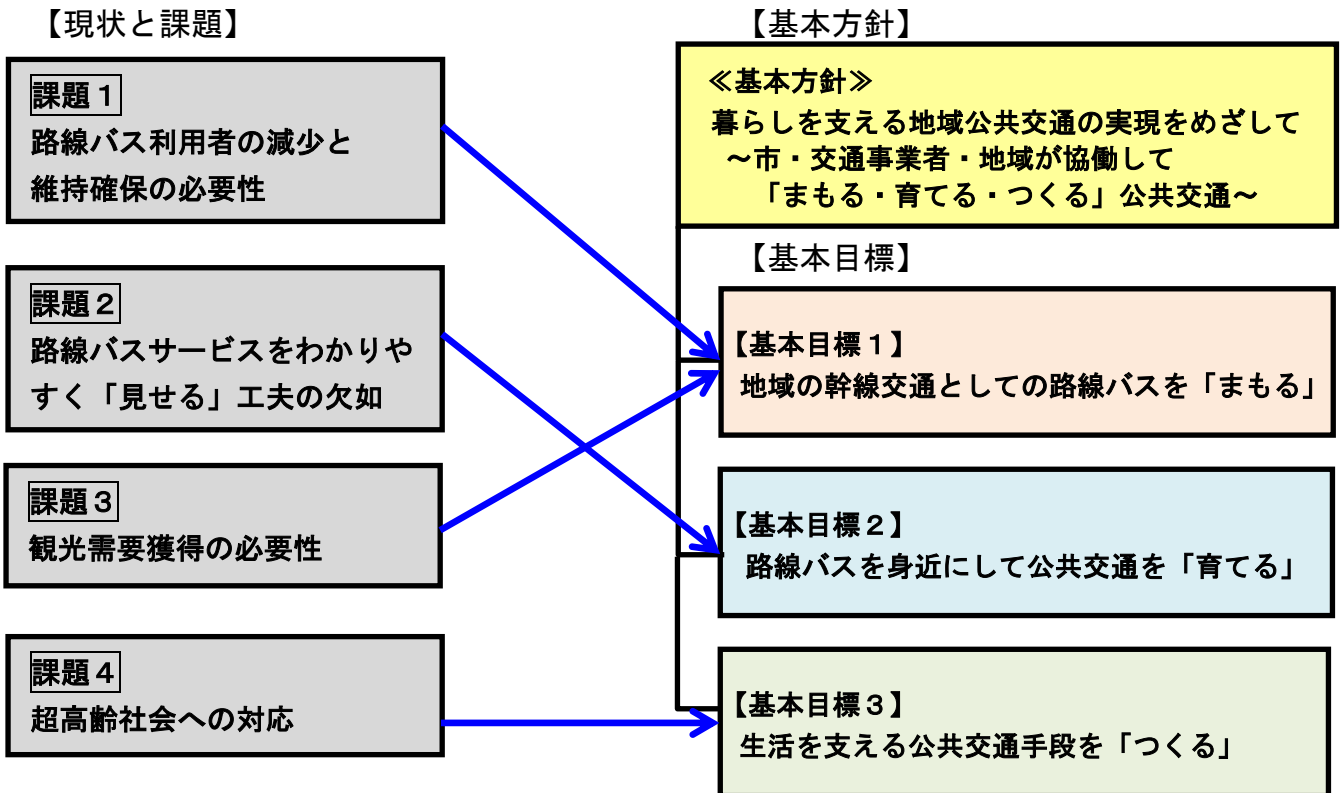 【現状と課題】
課題１
路線バス利用者の減少と
維持確保の必要性
課題２
路線バスサービスをわかりや
すく「見せる」工夫の欠如
課題３
観光需要獲得の必要性
課題４
超高齢社会への対応
【基本方針】
≪基本方針≫
暮らしを支える地域公共交通の実現をめざして
～市・交通事業者・地域が協働して
「まもる・育てる・つくる」公共交通～
【基本目標】
【基本目標１】
地域の幹線交通としての路線バスを「まもる」
【基本目標２】
路線バスを身近にして公共交通を「育てる」
【基本目標３】
生活を支える公共交通手段を「つくる」